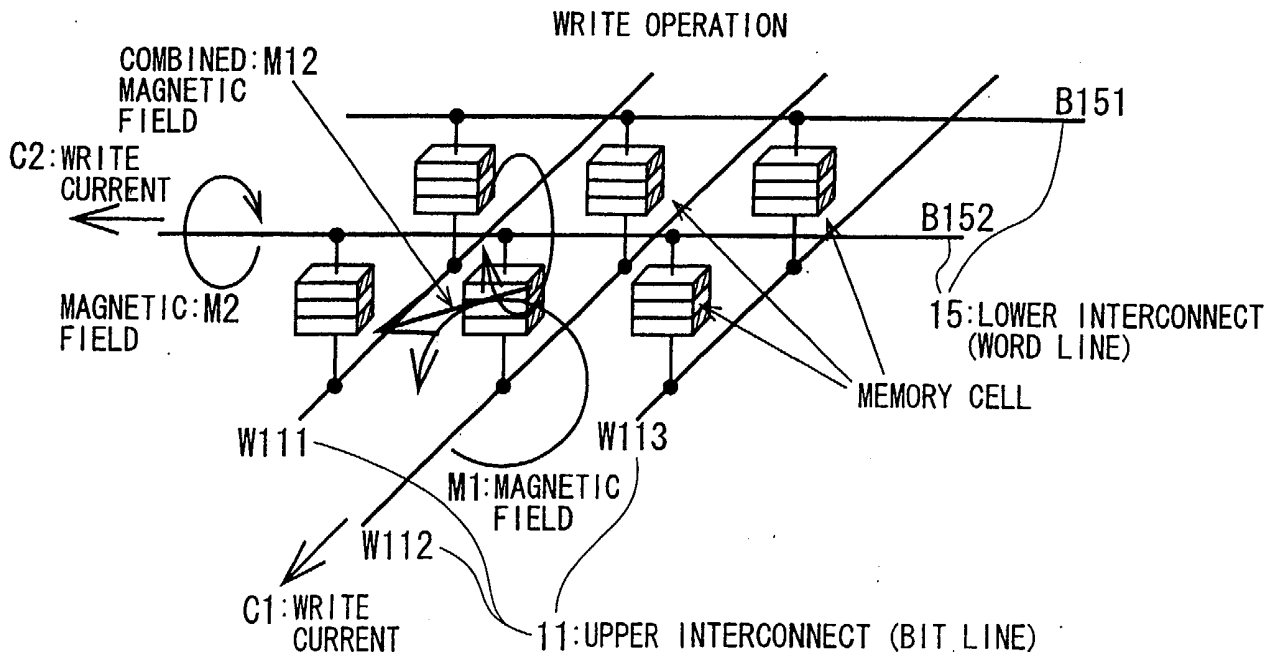 WRITE OPERATION
COMBINED:M12
MAGNETIC
FIELD
B151
C2:WRITE
CURRENT
B152
MAGNETIC:M2
FIELD
15:LOWER INTERCONNECT
(WORD LINE)
MEMORY CELL
W111
W113
M1:MAGNETIC
FIELD
W112
C1:WRITE
CURRENT
11:UPPER INTERCONNECT (BIT LINE)